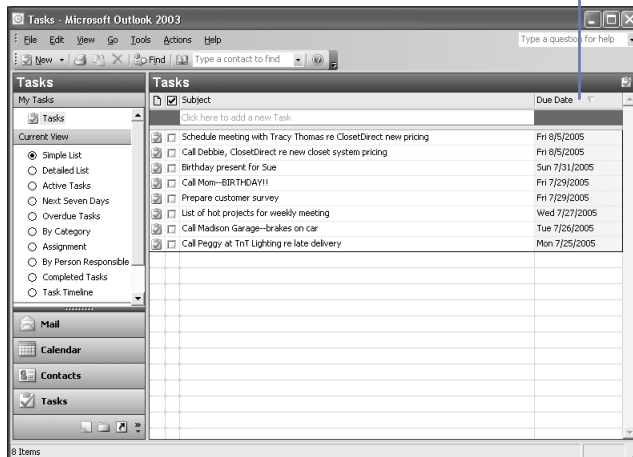 Tasks - Microsoft Outlook 2003
File Edit View Go Tools Actions Help Type a question for help
New Find Type a contact to find
Tasks
My Tasks
Tasks
Current View
Simple List
Detailed List
Active Tasks
Next Seven Days
Overdue Tasks
By Category
Assignment
By Person Responsible
Completed Tasks
Task Timeline
Mail
Calendar
Contacts
Tasks
Tasks
Subject Due Date
Click here to add a new Task
Schedule meeting with Tracy Thomas re ClosetDirect new pricing Fri 8/5/2005
Call Debbie, ClosetDirect re new closet system pricing Fri 8/5/2005
Birthday present for Sue Sun 7/31/2005
Call Mom--BIRTHDAY!! Fri 7/29/2005
Prepare customer survey Fri 7/29/2005
List of hot projects for weekly meeting Wed 7/27/2005
Call Madison Garage--brakes on car Tue 7/26/2005
Call Peggy at TnT Lighting re late delivery Mon 7/25/2005
8 Items